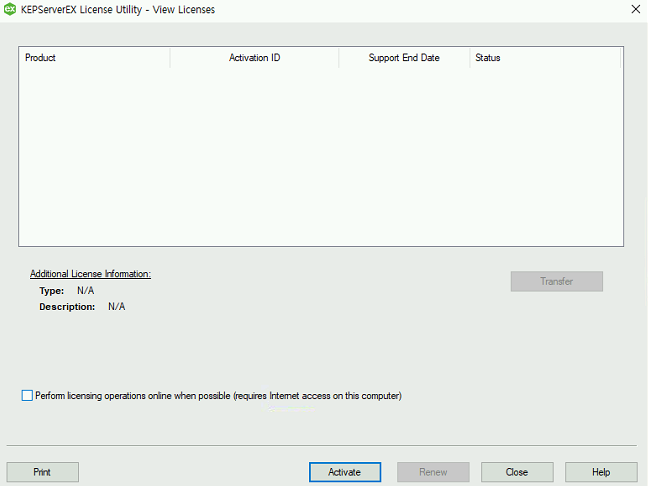 ex KEPServerEX License Utility - View Licenses
Product Activation ID Support End Date Status
Additional License Information:
Type: N/A
Description: N/A
Transfer
Perform licensing operations online when possible (requires Internet access on this computer)
Print Activate Renew Close Help